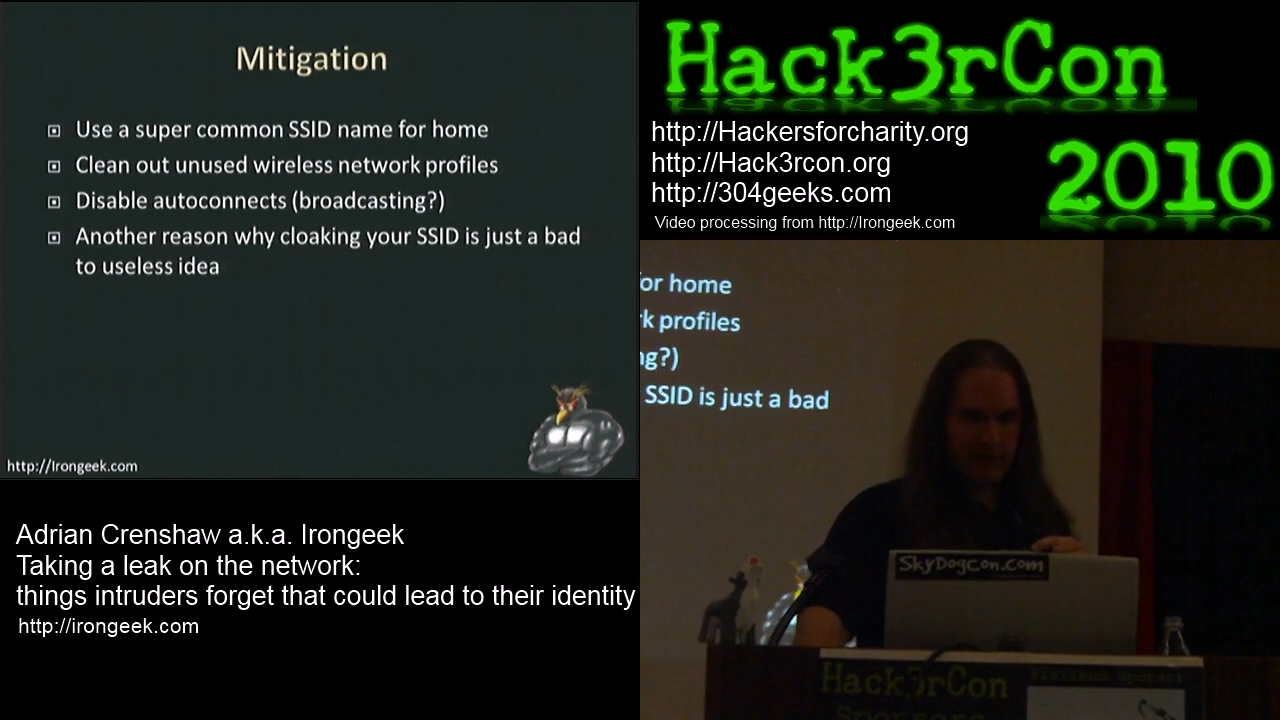 Mitigation
Use a super common SSID name for home
Clean out unused wireless network profiles
Disable autoconnects (broadcasting?)
Another reason why cloaking your SSID is just a bad
to useless idea
http://Irongeek.com
Adrian Crenshaw a.k.a. Irongeek
Taking a leak on the network:
things intruders forget that could lead to their identity
http://irongeek.com
Hack3rCon
2010
http://Hackersforcharity.org
http://Hack3rcon.org
http://304geeks.com
Video processing from http://Irongeek.com
or home
k profiles
g?)
SSID is just a bad
SkyDogCon.com
Hack3rCon
Sponsors
Platinum Sponsor